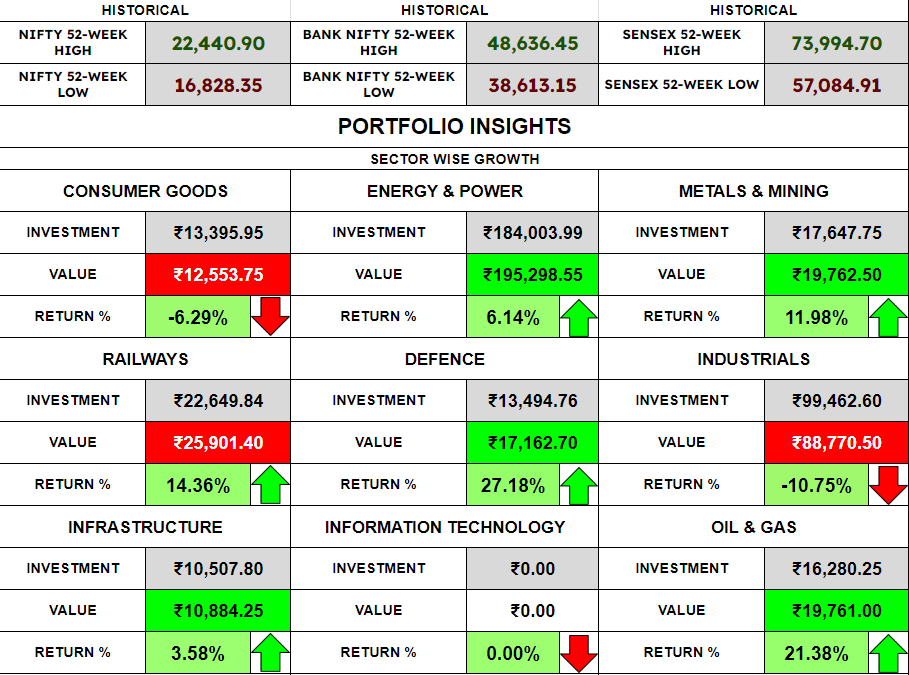 HISTORICAL HISTORICAL HISTORICAL
NIFTY 52-WEEK HIGH 22,440.90 BANK NIFTY 52-WEEK HIGH 48,636.45 SENSEX 52-WEEK HIGH 73,994.70
NIFTY 52-WEEK LOW 16,828.35 BANK NIFTY 52-WEEK LOW 38,613.15 SENSEX 52-WEEK LOW 57,084.91
PORTFOLIO INSIGHTS
SECTOR WISE GROWTH
CONSUMER GOODS ENERGY & POWER METALS & MINING
INVESTMENT ₹13,395.95 INVESTMENT ₹184,003.99 INVESTMENT ₹17,647.75
VALUE ₹12,553.75 VALUE ₹195,298.55 VALUE ₹19,762.50
RETURN % -6.29% RETURN % 6.14% RETURN % 11.98%
RAILWAYS DEFENCE INDUSTRIALS
INVESTMENT ₹22,649.84 INVESTMENT ₹13,494.76 INVESTMENT ₹99,462.60
VALUE ₹25,901.40 VALUE ₹17,162.70 VALUE ₹88,770.50
RETURN % 14.36% RETURN % 27.18% RETURN % -10.75%
INFRASTRUCTURE INFORMATION TECHNOLOGY OIL & GAS
INVESTMENT ₹10,507.80 INVESTMENT ₹0.00 INVESTMENT ₹16,280.25
VALUE ₹10,884.25 VALUE ₹0.00 VALUE ₹19,761.00
RETURN % 3.58% RETURN % 0.00% RETURN % 21.38%